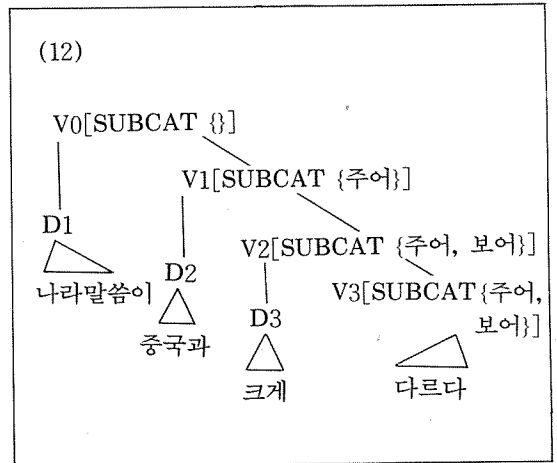 (12)
V0[SUBCAT {}]
V1[SUBCAT {주어}]
D1
V2[SUBCAT {주어, 보어}]
D2
V3[SUBCAT{주어,
나라말씀이
보어}]
D3
중국과
크게
다르다